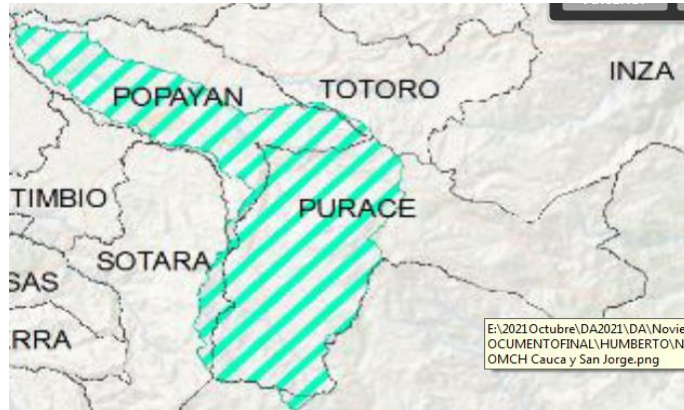 INZA
TOTORO
POPAYAN
TIMBIO
PURACE
SOTARA
SAS
RRA
E:\2021Octubre\DA2021\DA\Novie
OCUMENTOFINAL\HUMBERTO\N
OMCH Cauca y San Jorge.png